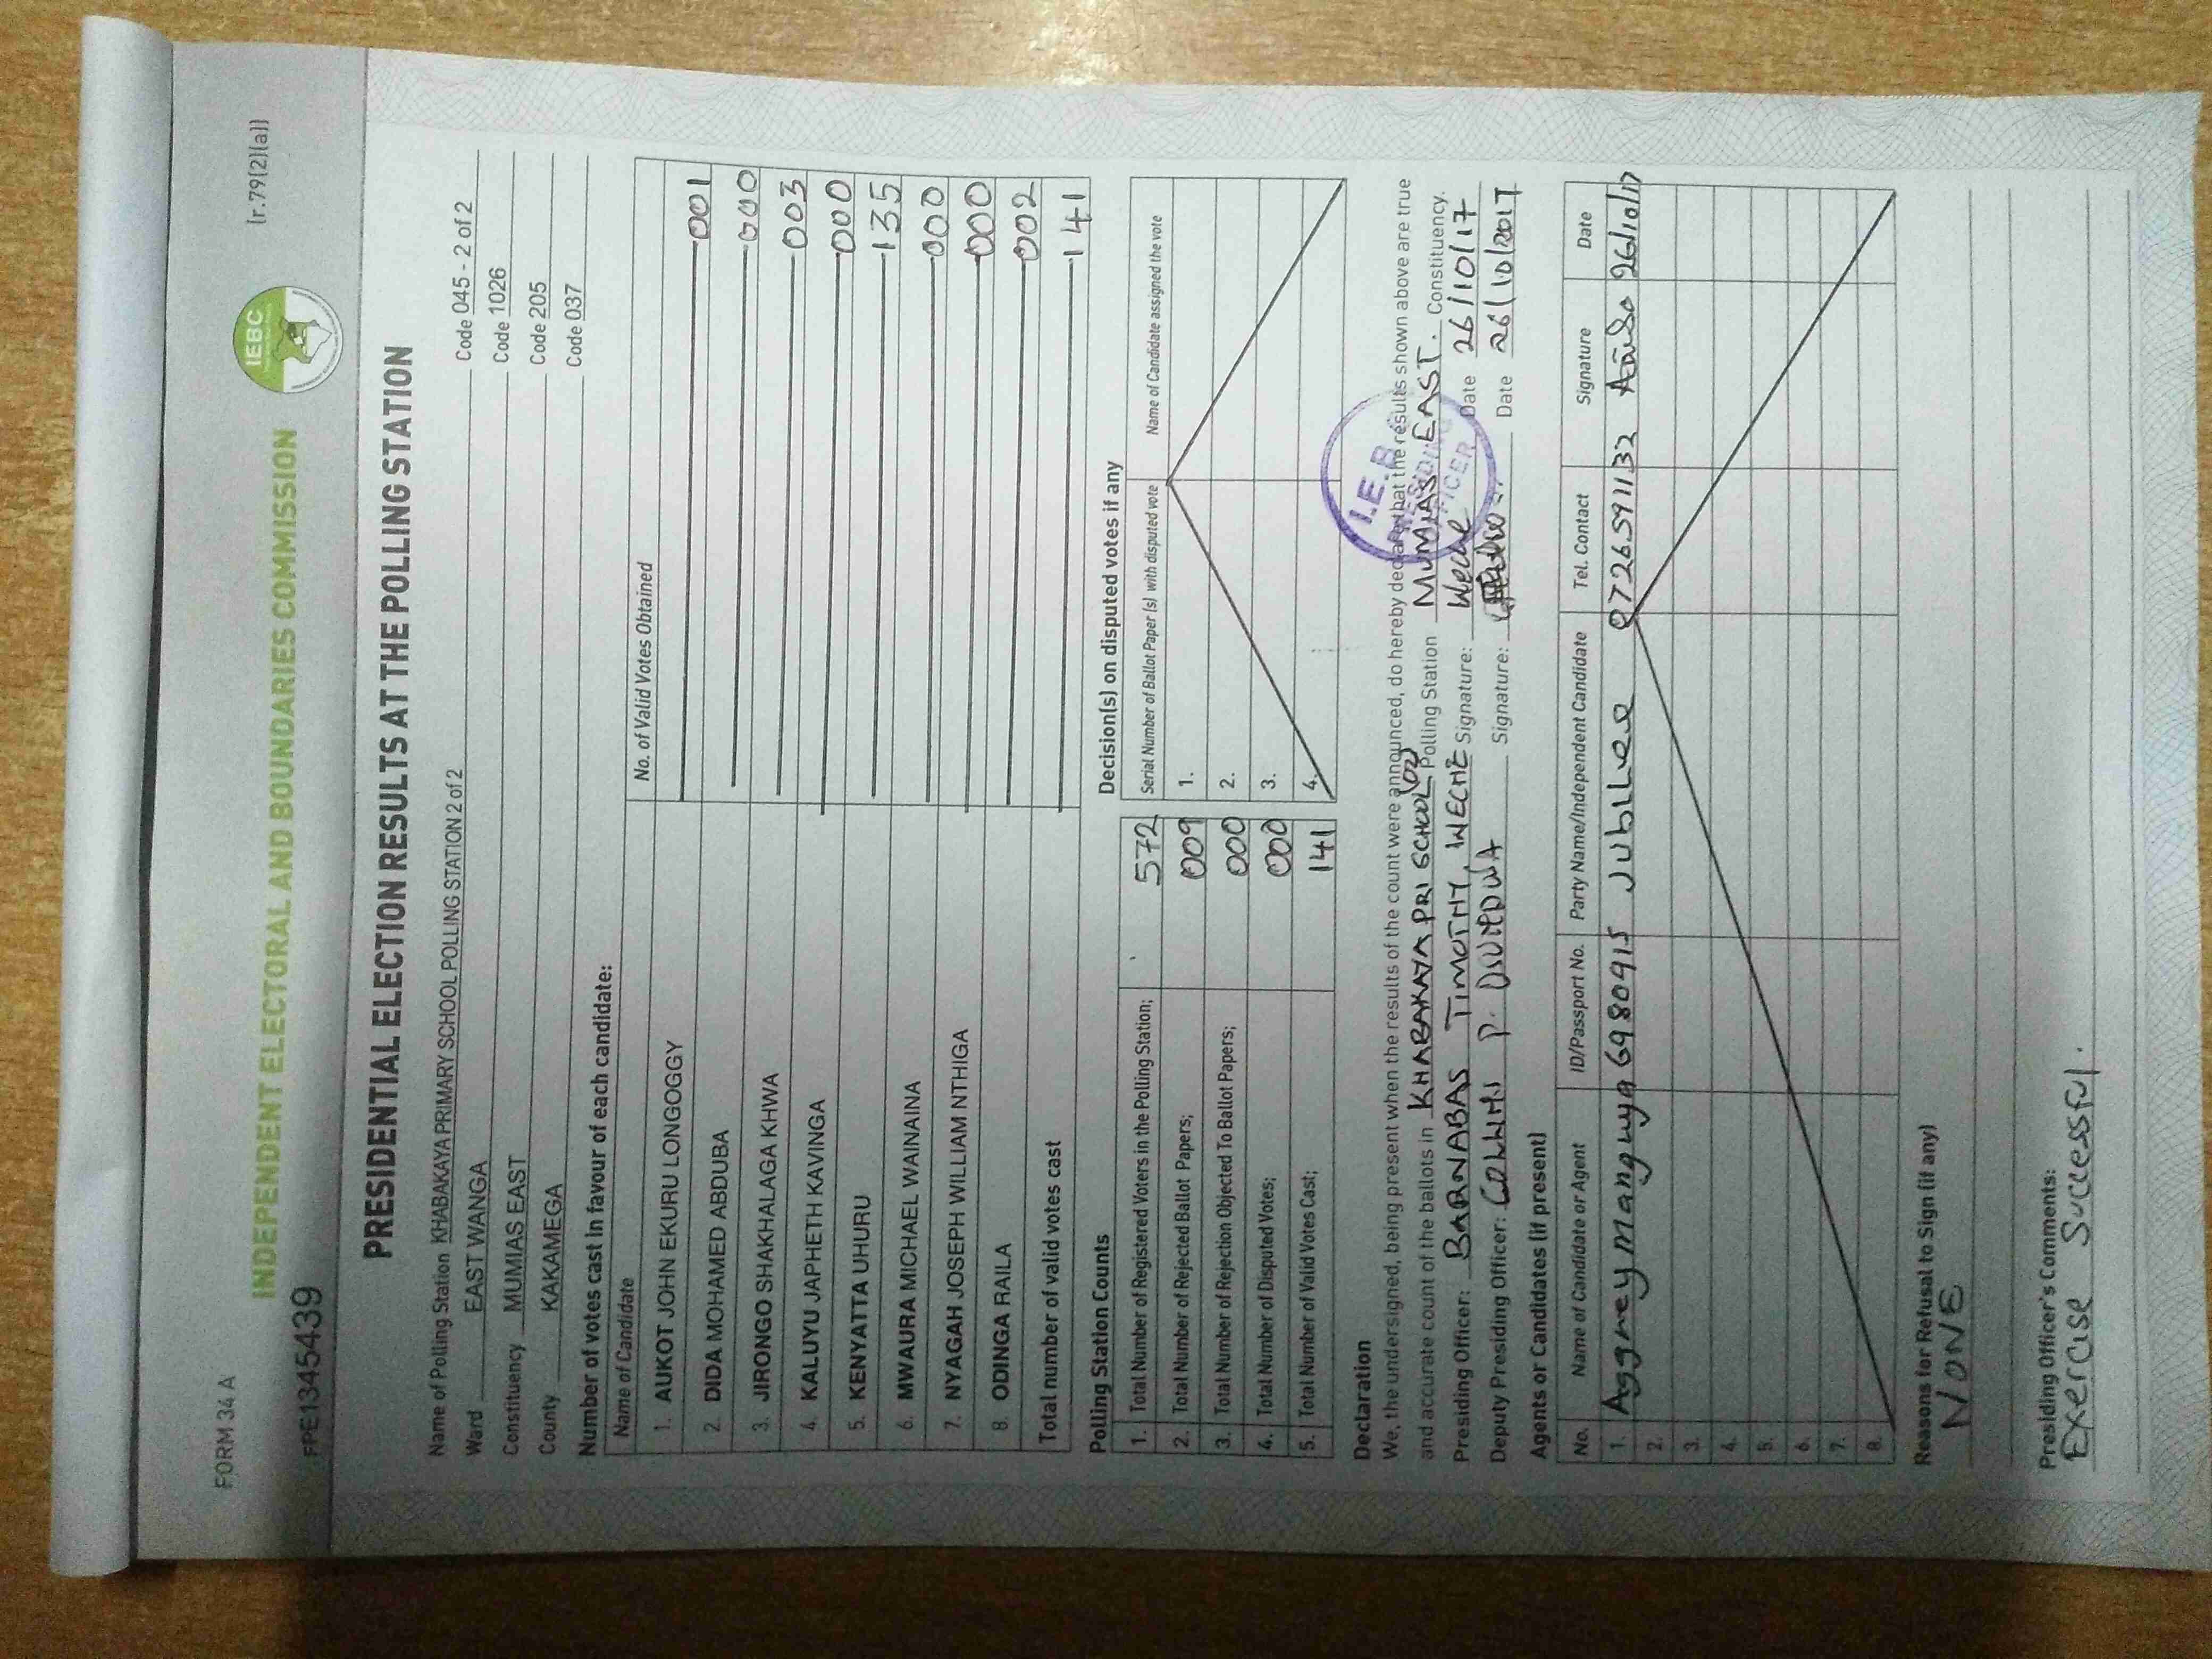 FORM 34 A
(r.79(2)(a))
IEBC
INDEPENDENT ELECTORAL AND BOUNDARIES COMMISSION
FPE1345439
PRESIDENTIAL ELECTION RESULTS AT THE POLLING STATION
Name of Polling Station KHABAKAYA PRIMARY SCHOOL POLLING STATION 2 of 2 Code 045 - 2 of 2
Ward EAST WANGA Code 1026
Constituency MUMIAS EAST Code 205
County KAKAMEGA Code 037
Number of votes cast in favour of each candidate:
Name of Candidate No. of Valid Votes Obtained
1. AUKOT JOHN EKURU LONGOGGY 001
2. DIDA MOHAMED ABDUBA 000
3. JIRONGO SHAKHALAGA KHWA 003
4. KALUYU JAPHETH KAVINGA 000
5. KENYATTA UHURU 135
6. MWAURA MICHAEL WAINAINA 000
7. NYAGAH JOSEPH WILLIAM NTHIGA 000
8. ODINGA RAILA 002
Total number of valid votes cast 141
Polling Station Counts
1. Total Number of Registered Voters in the Polling Station; 572
2. Total Number of Rejected Ballot Papers; 009
3. Total Number of Rejection Objected To Ballot Papers; 000
4. Total Number of Disputed Votes; 000
5. Total Number of Valid Votes Cast; 141
Decision(s) on disputed votes if any
Serial Number of Ballot Paper (s) with disputed vote Name of Candidate assigned the vote
1.
2.
3.
4.
Declaration
We, the undersigned, being present when the results of the count were announced, do hereby declare that the results shown above are true
and accurate count of the ballots in KHABAKAYA PRI SCHOOL (02) Polling Station MUMIAS EAST. Constituency.
Presiding Officer: BARNABAS TIMOTHY WECHE Signature: Weche Date 26/10/17
Deputy Presiding Officer: COLLINS P. Signature: Date 26/10/2017
I.E.B
PRESIDING
OFFICER
Agents or Candidates (if present)
No. Name of Candidate or Agent ID/Passport No. Party Name/Independent Candidate Tel. Contact Signature Date
1. Aggrey Mangwya 6980915 Jubilee 0726591132 26/10/17
2.
3.
4.
5.
6.
7.
8.
Reasons for Refusal to Sign (if any)
NONE
Presiding Officer's Comments:
Exercise Sucessful.